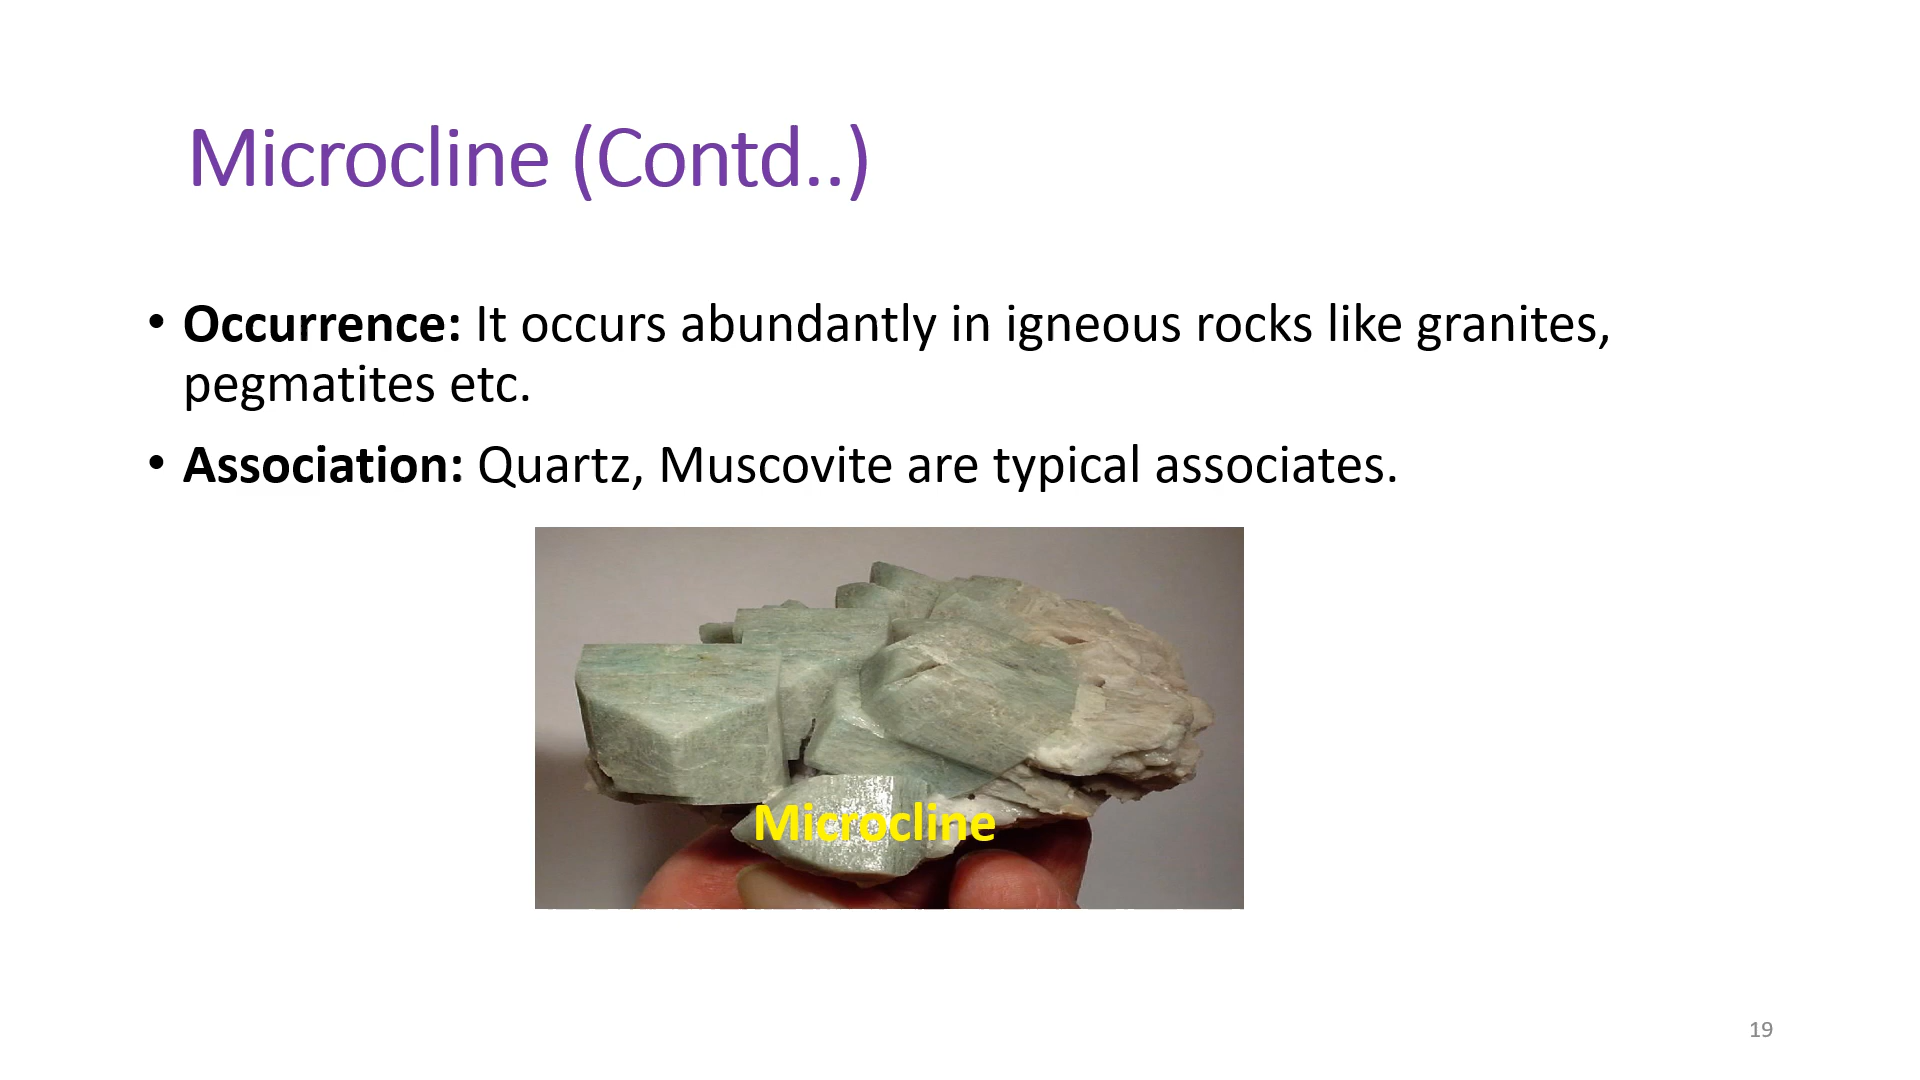 Microcline (Contd..)
• Occurrence: It occurs abundantly in igneous rocks like granites,
pegmatites etc.
• Association: Quartz, Muscovite are typical associates.
Microcline
19